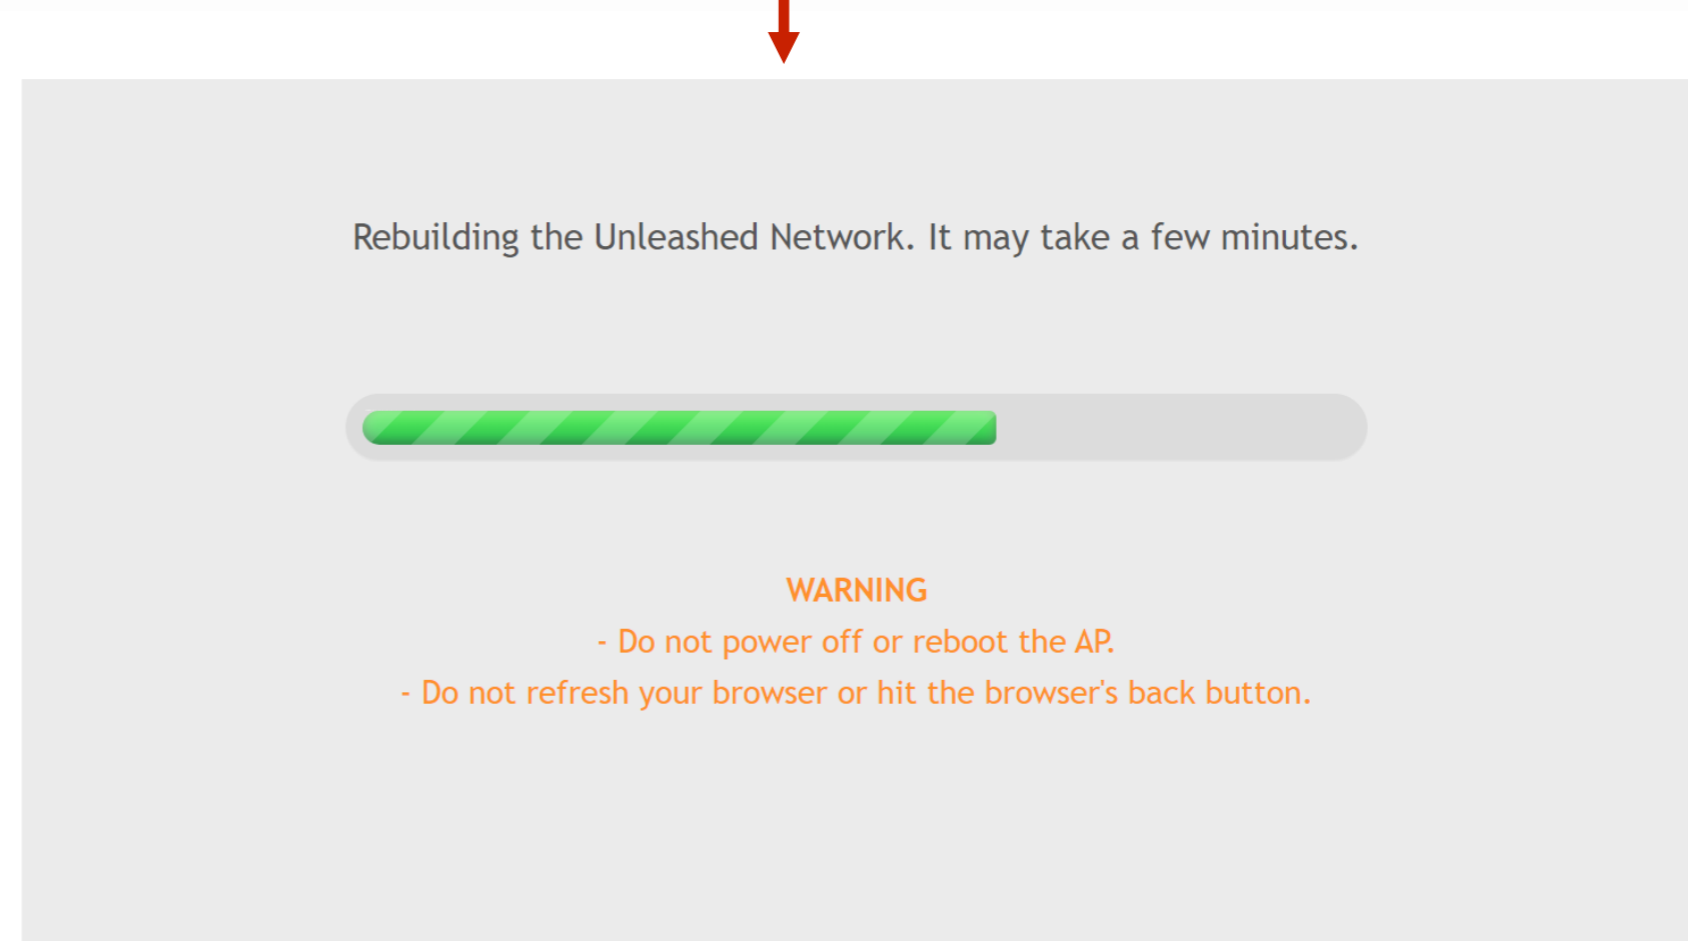 Rebuilding the Unleashed Network. It may take a few minutes.
WARNING
- Do not power off or reboot the AP.
- Do not refresh your browser or hit the browser's back button.